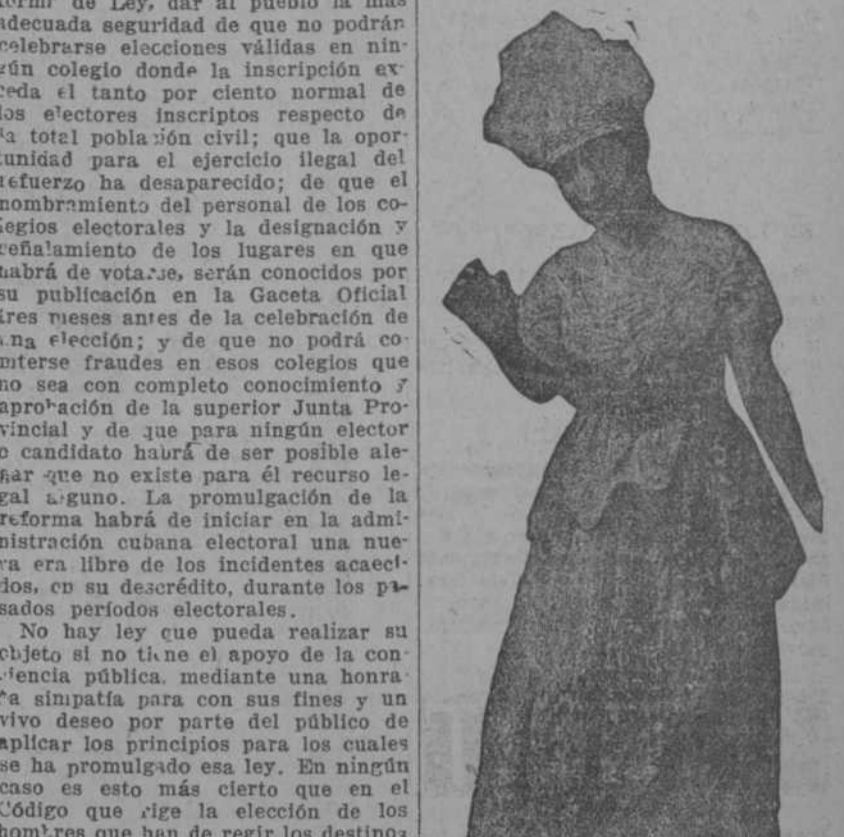 de Ley, dar al pueblo la más
adecuada seguridad de que no podrán
celebrarse elecciones válidas en nin-
gún colegio donde la inscripción ex-
ceda el tanto por ciento normal de
los electores inscriptos respecto de
la total población civil; que la opor-
tunidad para el ejercicio ilegal del
refuerzo ha desaparecido; de que el
nombramiento del personal de los co-
legios electorales y la designación y
señalamiento de los lugares en que
habrá de votarse, serán conocidos por
su publicación en la Gaceta Oficial
tres meses antes de la celebración de
una elección; y de que no podrá co-
mterse fraudes en esos colegios que
no sea con completo conocimiento y
aprobación de la superior Junta Pro-
vincial y de que para ningún elector
o candidato habrá de ser posible ale-
gar que no existe para él recurso le-
gal alguno. La promulgación de la
reforma habrá de iniciar en la admi-
nistración cubana electoral una nue-
va era libre de los incidentes acaeci-
dos, en su descrédito, durante los pa-
sados períodos electorales.
No hay ley que pueda realizar su
objeto si no tiene el apoyo de la con-
ciencia pública, mediante una honra-
da simpatía para con sus fines y un
vivo deseo por parte del público de
aplicar los principios para los cuales
se ha promulgado esa ley. En ningún
caso es esto más cierto que en el
Código que rige la elección de los
hombres que han de regir los destinos